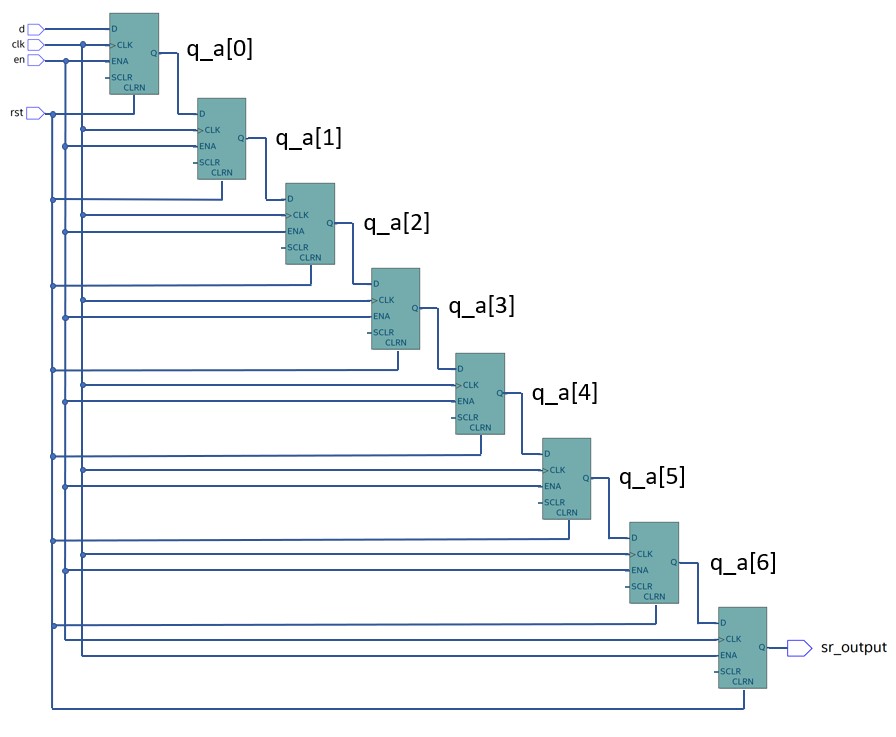 d
clk
en
rst
D
>CLK
ENA
SCLR
CLRN
Q
q_a[0]
D
>CLK
ENA
SCLR
CLRN
Q
q_a[1]
D
>CLK
ENA
SCLR
CLRN
Q
q_a[2]
D
>CLK
ENA
SCLR
CLRN
Q
q_a[3]
D
>CLK
ENA
SCLR
CLRN
Q
q_a[4]
D
>CLK
ENA
SCLR
CLRN
Q
q_a[5]
D
>CLK
ENA
SCLR
CLRN
Q
q_a[6]
D
>CLK
ENA
SCLR
CLRN
Q
sr_output